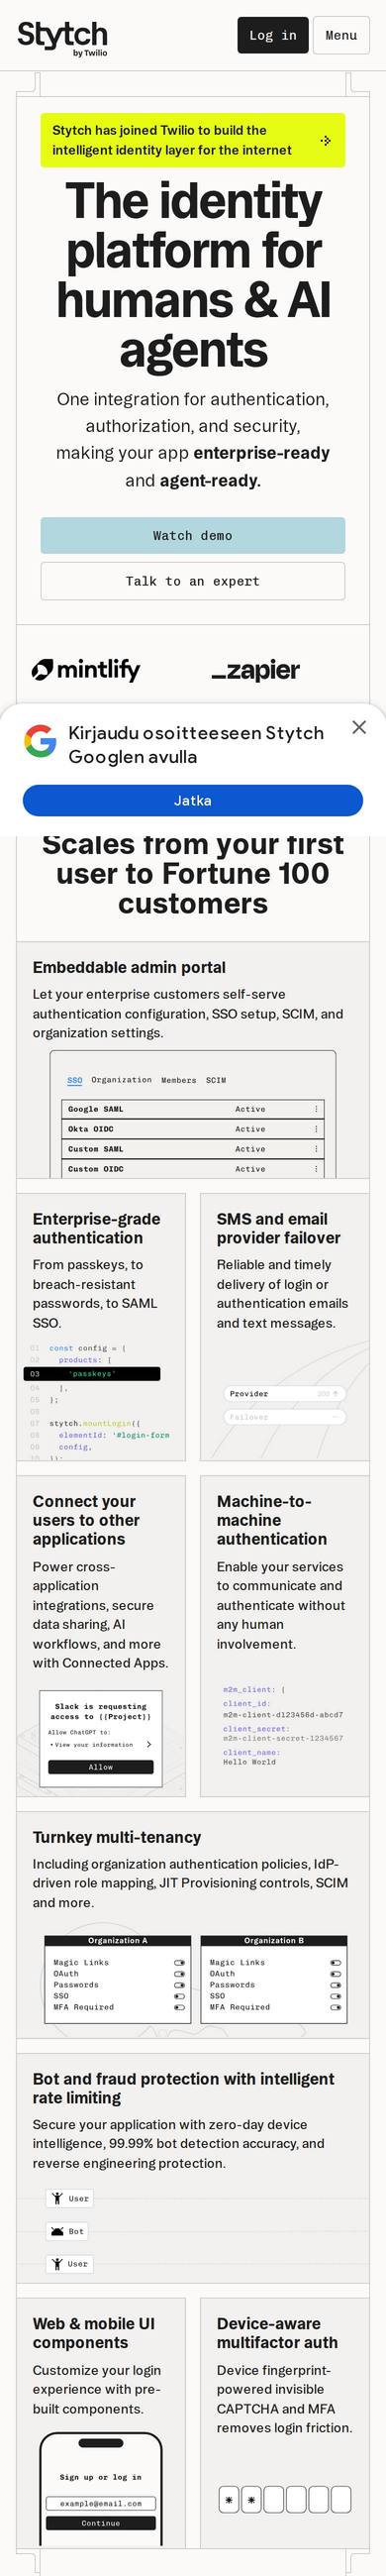 Stytch
by Twilio
Log in
Menu
Stytch has joined Twilio to build the
intelligent identity layer for the internet
The identity
platform for
humans & AI
agents
One integration for authentication,
authorization, and security,
making your app enterprise-ready
and agent-ready.
Watch demo
Talk to an expert
mintlify
_zapier
Kirjaudu osoitteeseen Stytch
Googlen avulla
Jatka
Scales from your first
user to Fortune 100
customers
Embeddable admin portal
Let your enterprise customers self-serve
authentication configuration, SSO setup, SCIM, and
organization settings.
SSO Organization Members SCIM
Google SAML Active
Okta OIDC Active
Custom SAML Active
Custom OIDC Active
Enterprise-grade
authentication
From passkeys, to
breach-resistant
passwords, to SAML
SSO.
01 const config = {
02 products: [
03 'passkeys'
04 ],
05 };
06
07 stytch.mountLogin({
08 elementId: '#login-form
09 config,
10 });
SMS and email
provider failover
Reliable and timely
delivery of login or
authentication emails
and text messages.
Provider 200
Failover
Connect your
users to other
applications
Power cross-
application
integrations, secure
data sharing, AI
workflows, and more
with Connected Apps.
Slack is requesting
access to {{Project}}
Allow ChatGPT to:
• View your information
Allow
Machine-to-
machine
authentication
Enable your services
to communicate and
authenticate without
any human
involvement.
m2m_client: {
client_id:
m2m-client-d123456d-abcd7
client_secret:
m2m-client-secret-1234567
client_name:
Hello World
Turnkey multi-tenancy
Including organization authentication policies, IdP-
driven role mapping, JIT Provisioning controls, SCIM
and more.
Organization A
Magic Links
OAuth
Passwords
SSO
MFA Required
Organization B
Magic Links
OAuth
Passwords
SSO
MFA Required
Bot and fraud protection with intelligent
rate limiting
Secure your application with zero-day device
intelligence, 99.99% bot detection accuracy, and
reverse engineering protection.
User
Bot
User
Web & mobile UI
components
Customize your login
experience with pre-
built components.
Sign up or log in
example@email.com
Continue
Device-aware
multifactor auth
Device fingerprint-
powered invisible
CAPTCHA and MFA
removes login friction.